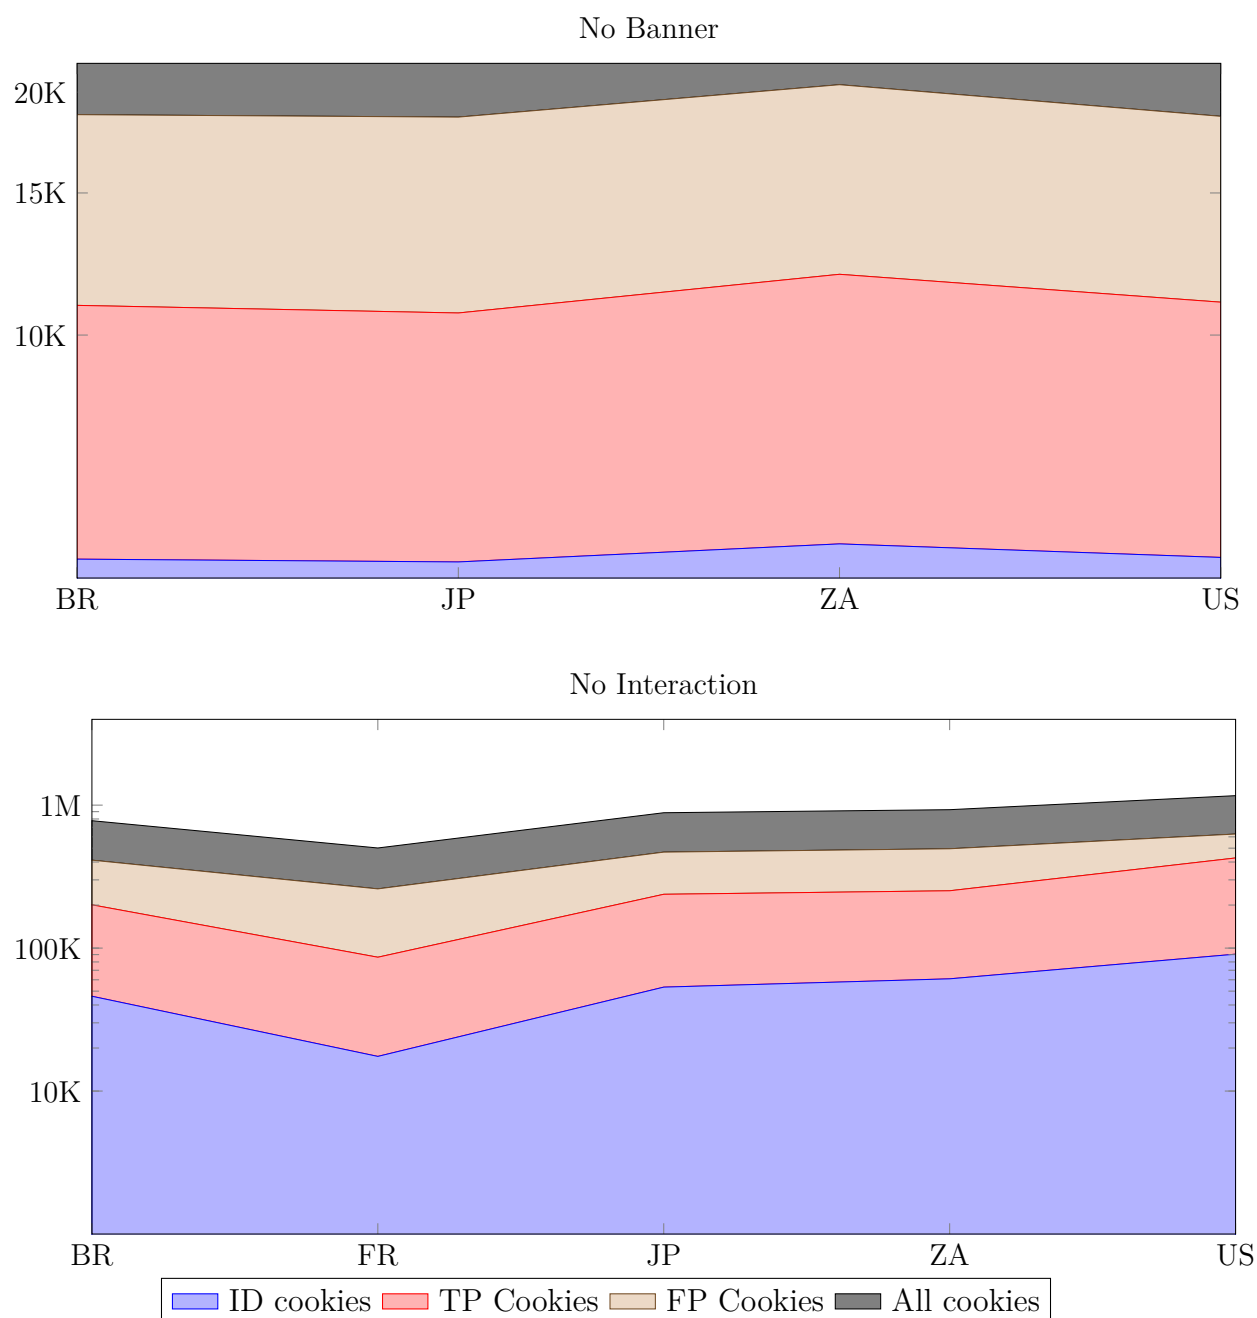 No Banner
20K
15K
10K
BR JP ZA US
No Interaction
1M
100K
10K
BR FR JP ZA US
ID cookies TP Cookies FP Cookies All cookies